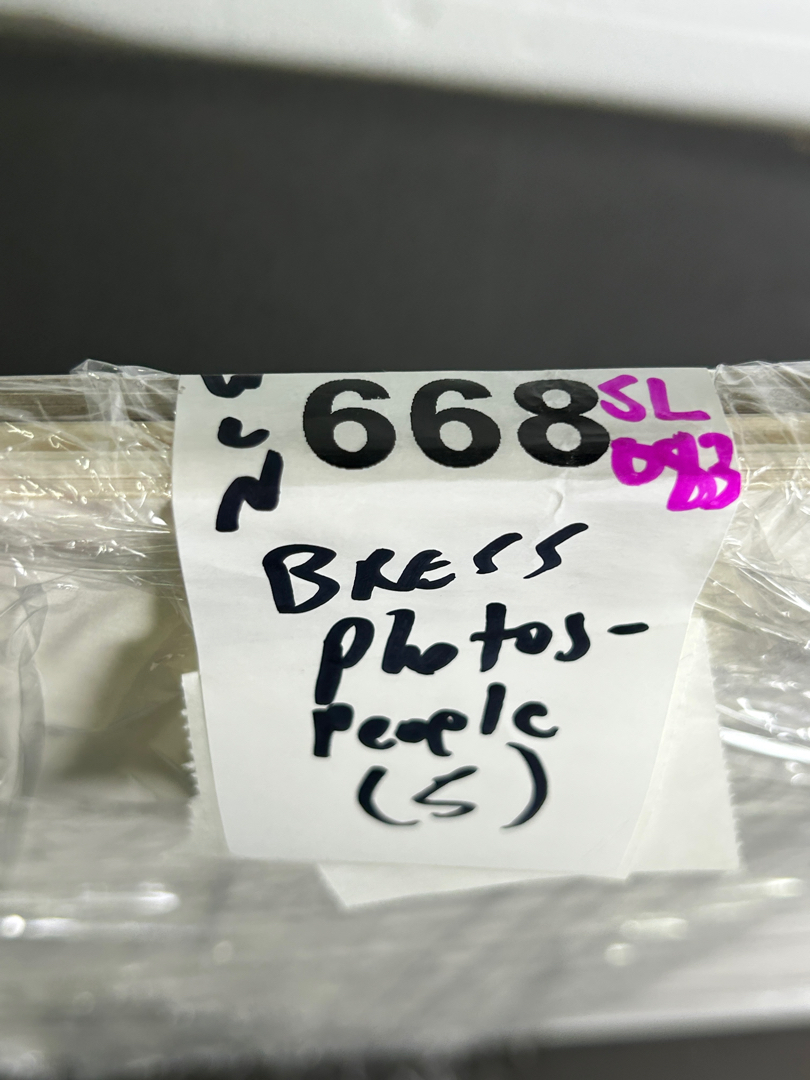 668 SL
BRESS
Photos-
People
(5)